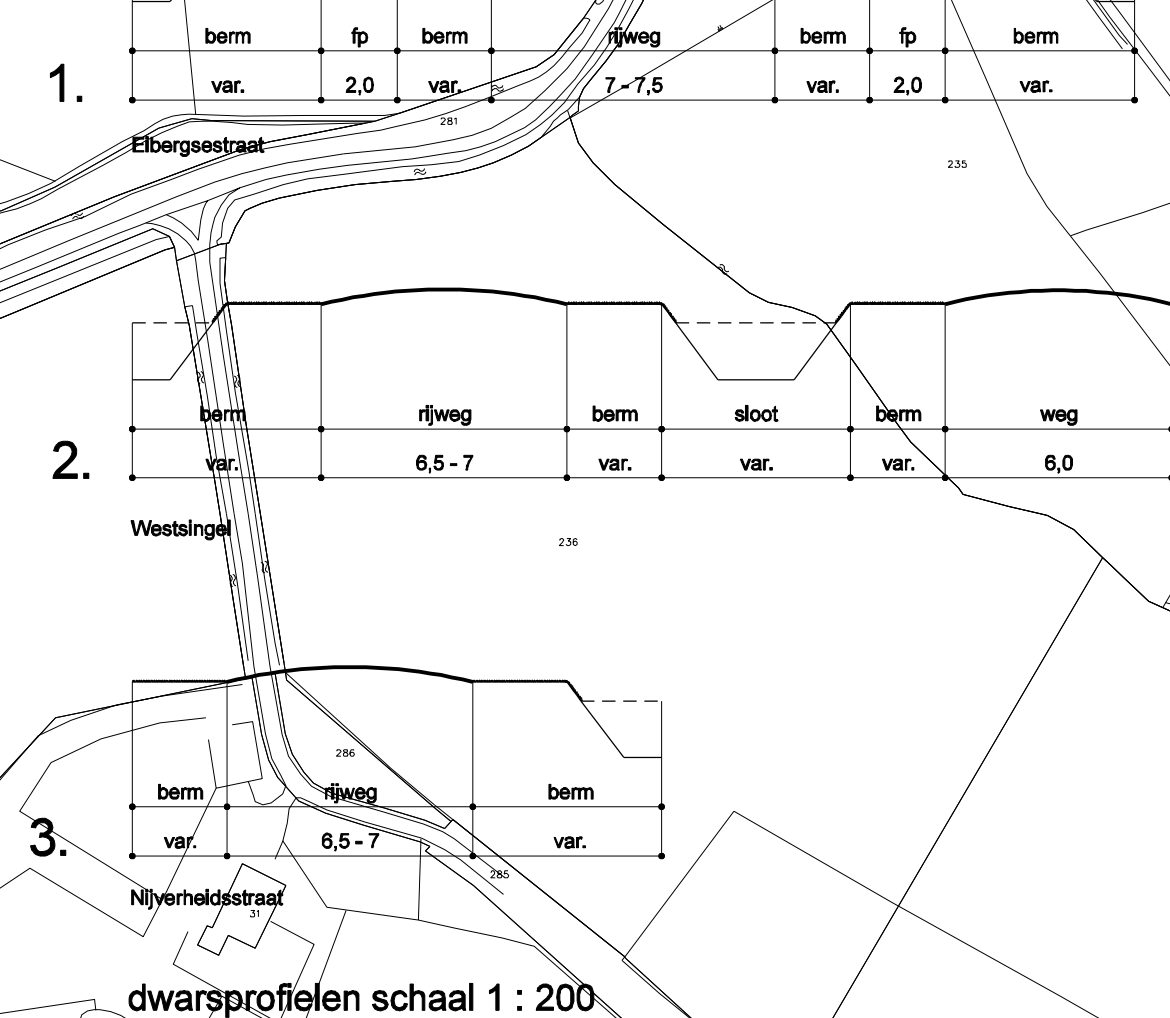 berm fp berm rijweg berm fp berm
1. var. 2,0 var. 7 - 7,5 var. 2,0 var.
281
Elbergsestraat
235
berm rijweg berm sloot berm weg
2. var. 6,5 - 7 var. var. var. 6,0
Westsingel
236
286
berm rijweg berm
3. var. 6,5 - 7 var.
285
Nijverheidsstraat
31
dwarsprofielen schaal 1 : 200